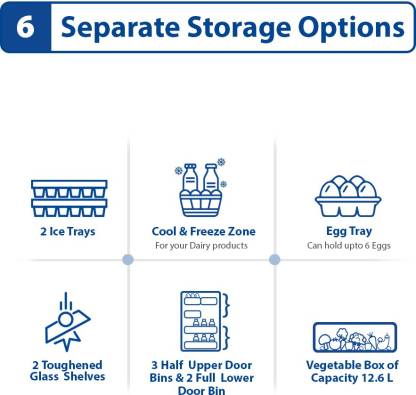 6 Separate Storage Options
2 Ice Trays
Cool & Freeze Zone
For your Dairy products
Egg Tray
Can hold upto 6 Eggs
2 Toughened
Glass Shelves
3 Half Upper Door
Bins & 2 Full Lower
Door Bin
Vegetable Box of
Capacity 12.6 L